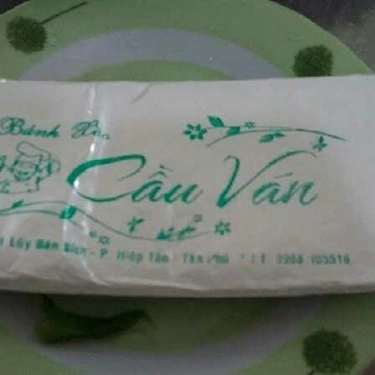 Bánh Xèo
Cầu Ván
Lũy Bán Bích - P. Hiệp Tân - Tân Phú